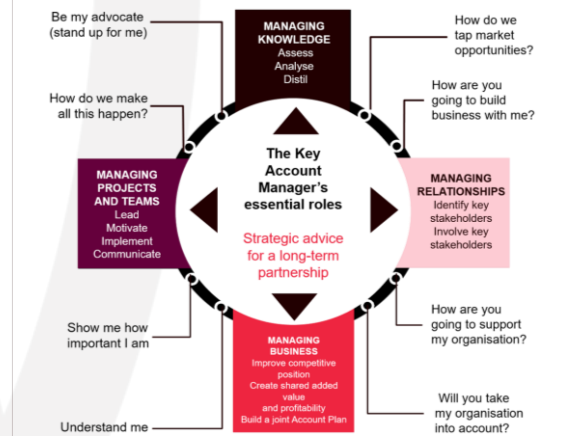 Be my advocate
(stand up for me)
MANAGING
KNOWLEDGE
Assess
Analyse
Distil
How do we
tap market
opportunities?
How do we make
all this happen?
How are you
going to build
business with me?
MANAGING
PROJECTS
AND TEAMS
Lead
Motivate
Implement
Communicate
The Key
Account
Manager's
essential roles
Strategic advice
for a long-term
partnership
MANAGING
RELATIONSHIPS
Identify key
stakeholders
Involve key
stakeholders
Show me how
important I am
MANAGING
BUSINESS
Improve competitive
position
Create shared added
value
and profitability
Build a joint Account Plan
How are you
going to support
my organisation?
Understand me
Will you take
my organisation
into account?